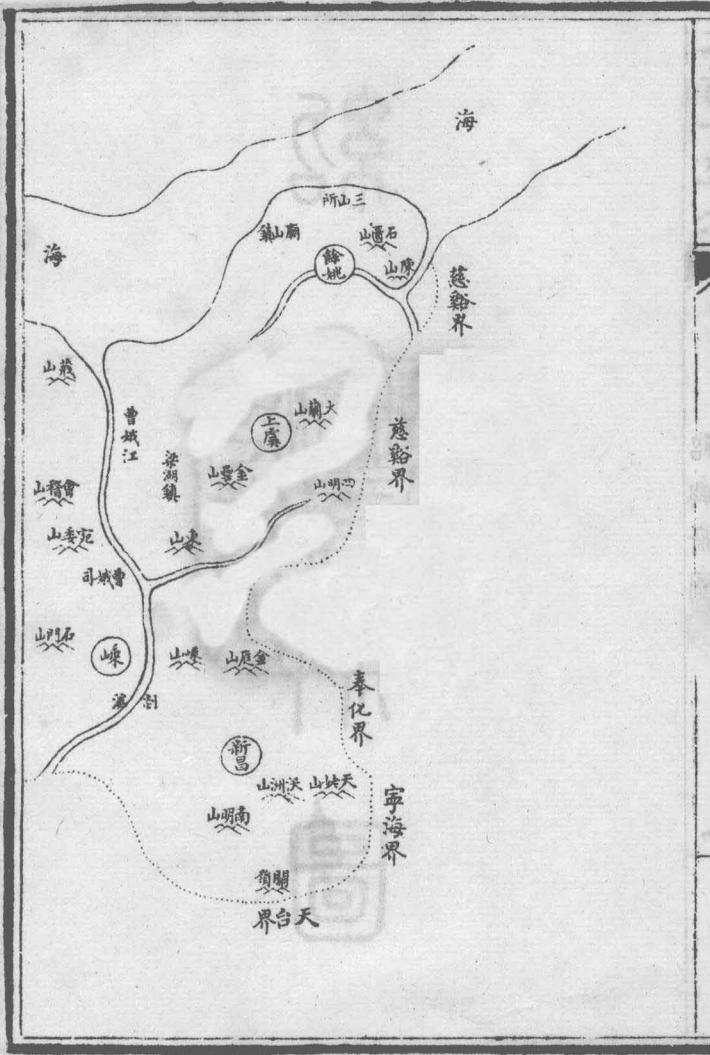 海
海
三山所
廟山鎮
石匱山
餘姚
陳山
慈谿界
曹娥江
梁湖鎮
上虞
大蘭山
金罍山
慈谿界
四明山
會稽山
宛委山
東山
曹娥司
石門山
嵊
嵊山
金庭山
剡溪
奉化界
新昌
天姥山
沃洲山
南明山
寧海界
關嶺
天台界